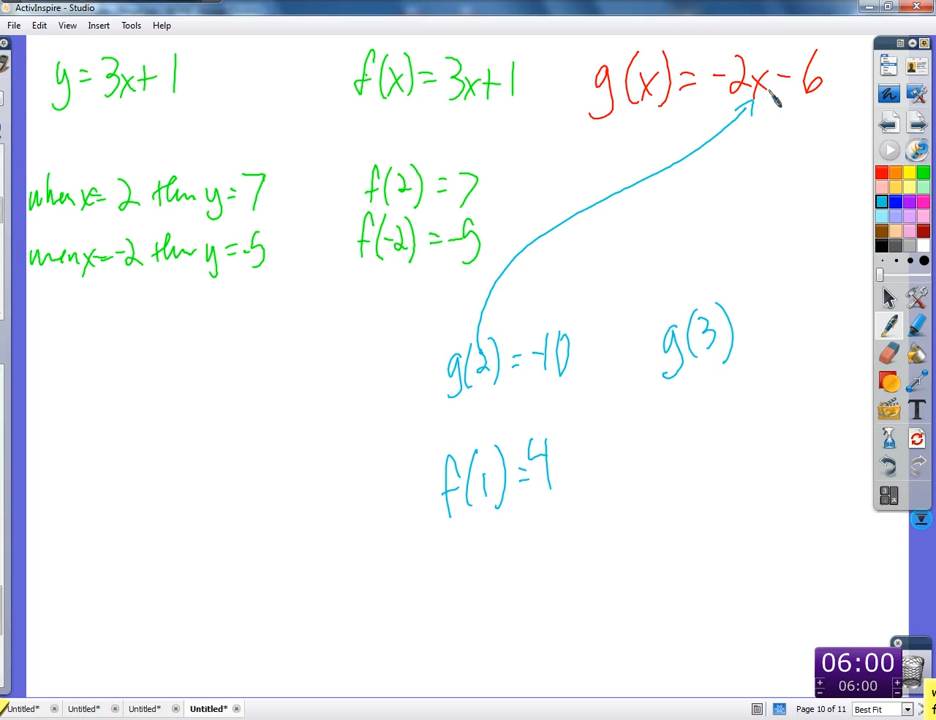 ActivInspire - Studio
File Edit View Insert Tools Help
y = 3x+1
f(x) = 3x+1
g(x) = -2x - 6
when x = 2 then y = 7
f(2) = 7
when x = -2 then y = -5
f(-2) = -5
g(2) = -10
g(3)
f(1) = 4
06:00
06:00
Untitled* Untitled* Untitled* Untitled* Page 10 of 11 Best Fit